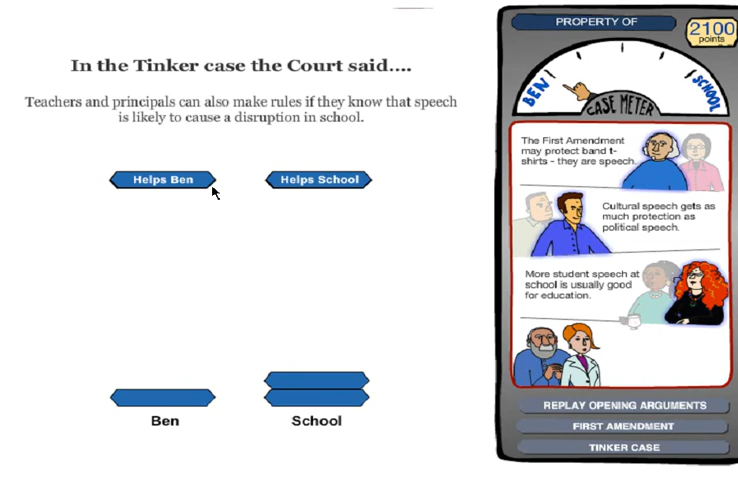 In the Tinker case the Court said....
Teachers and principals can also make rules if they know that speech
is likely to cause a disruption in school.
Helps Ben
Helps School
Ben
School
PROPERTY OF
2100
points
BEN
SCHOOL
CASE METER
The First Amendment
may protect band t-
shirts - they are speech.
Cultural speech gets as
much protection as
political speech.
More student speech at
school is usually good
for education.
REPLAY OPENING ARGUMENTS
FIRST AMENDMENT
TINKER CASE